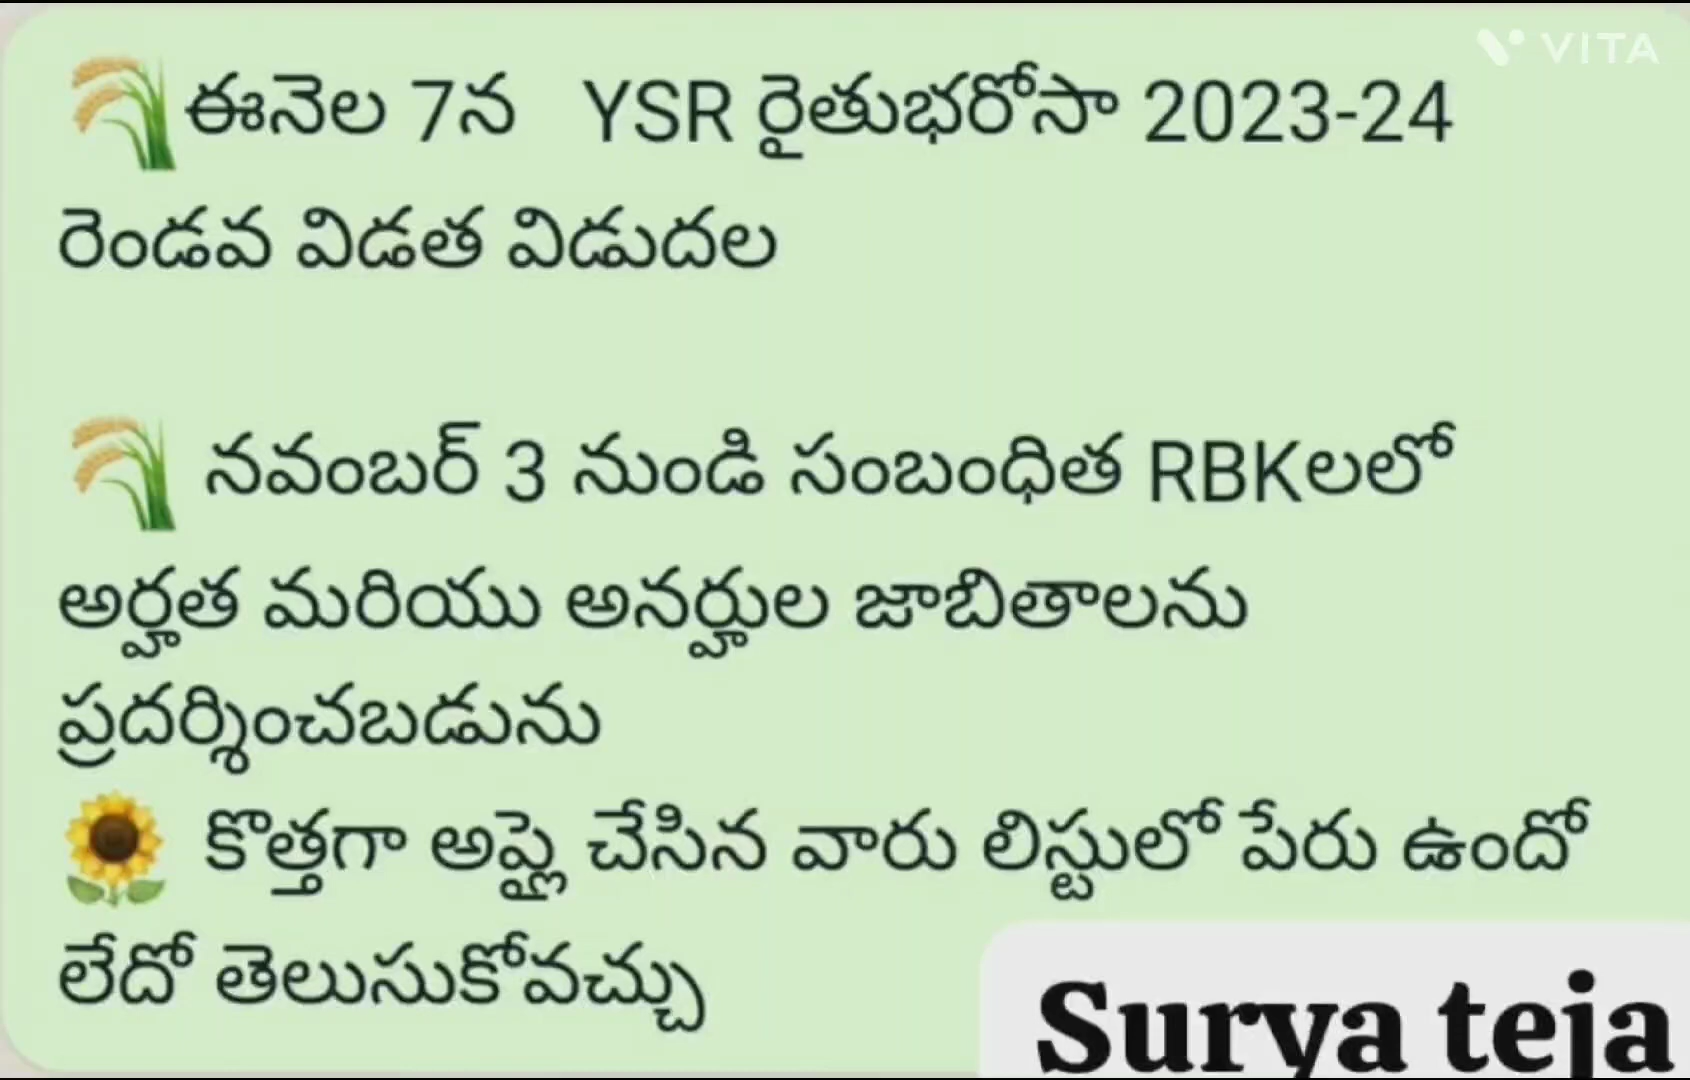 VITA
🌾ఈనెల 7న YSR రైతుభరోసా 2023-24
రెండవ విడత విడుదల
🌾 నవంబర్ 3 నుండి సంబంధిత RBKలలో
అర్హత మరియు అనర్హుల జాబితాలను
ప్రదర్శించబడును
🌻 కొత్తగా అప్లై చేసిన వారు లిస్టులో పేరు ఉందో
లేదో తెలుసుకోవచ్చు
Surya teja